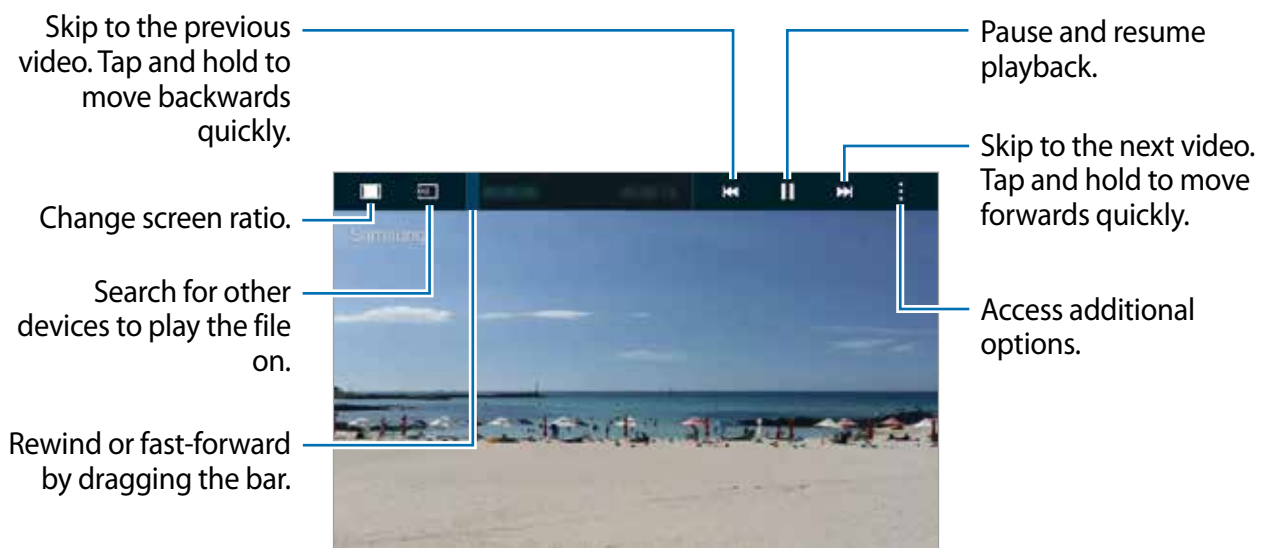 Skip to the previous
video. Tap and hold to
move backwards
quickly.
Change screen ratio.
Search for other
devices to play the file
on.
Rewind or fast-forward
by dragging the bar.
Pause and resume
playback.
Skip to the next video.
Tap and hold to move
forwards quickly.
Access additional
options.
Samsung